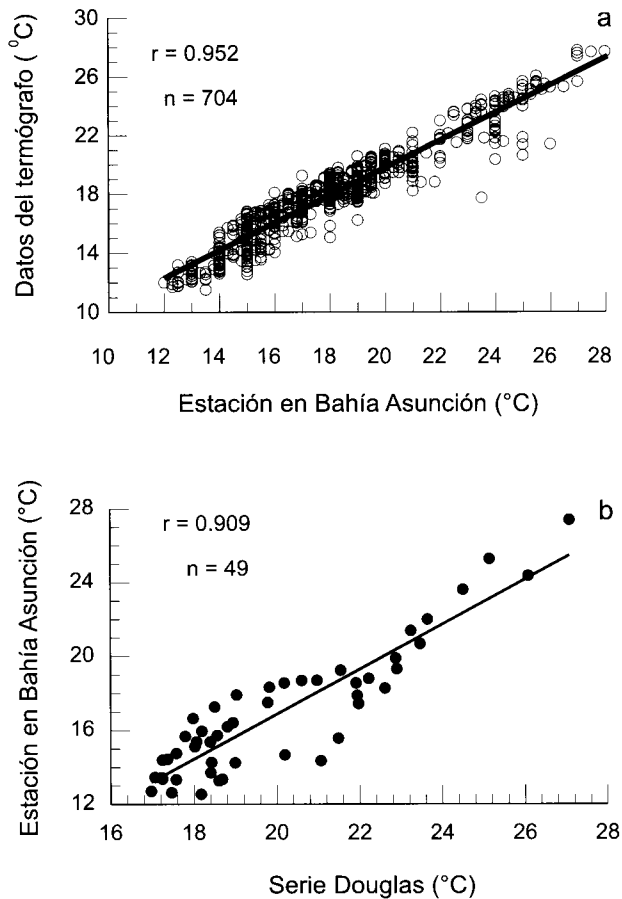 a
r = 0.952
n = 704
Datos del termógrafo ( °C)
30
26
22
18
14
10
10 12 14 16 18 20 22 24 26 28
Estación en Bahía Asunción (°C)
b
r = 0.909
n = 49
Estación en Bahía Asunción (°C)
28
24
20
16
12
16 18 20 22 24 26 28
Serie Douglas (°C)